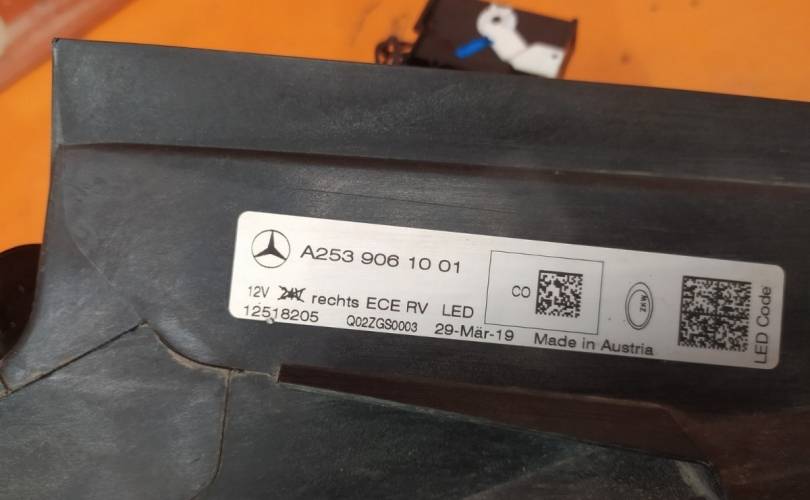 A253 906 10 01
12V 24V rechts ECE RV LED
12518205 Q02ZGS0003 29-Mär-19 Made in Austria
CO
ZKW
LED Code